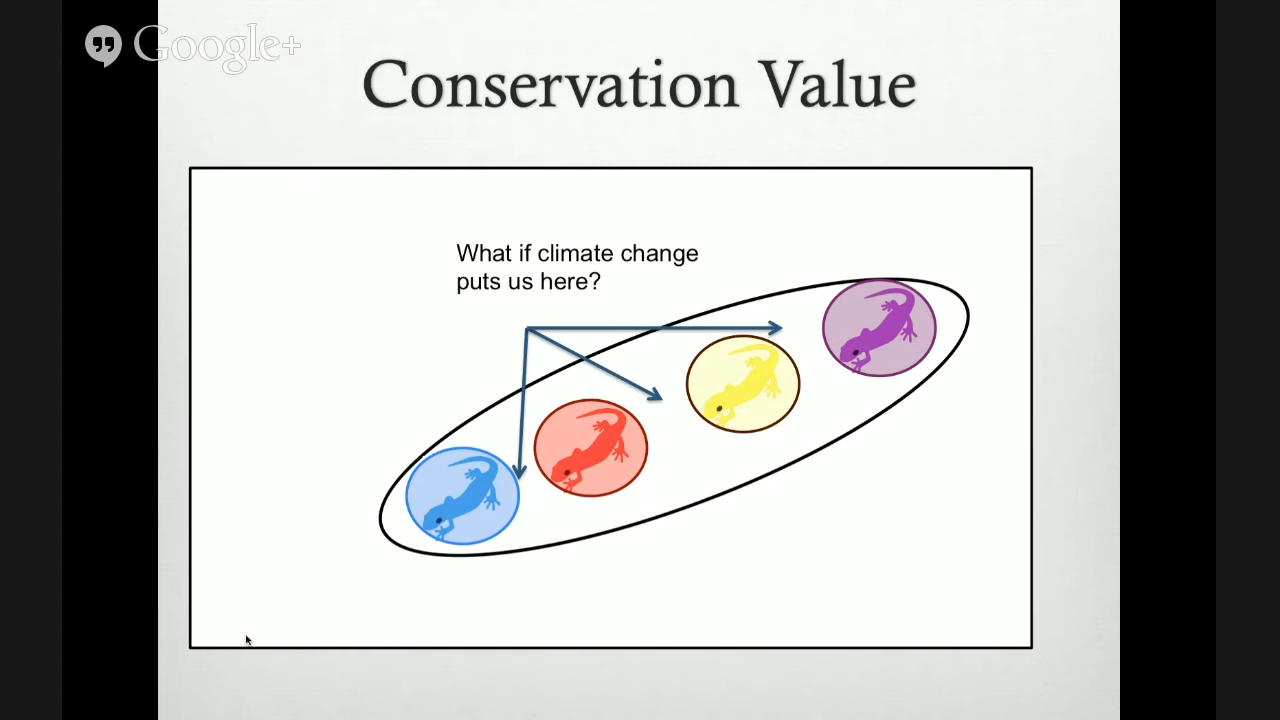 Google+
Conservation Value
What if climate change
puts us here?